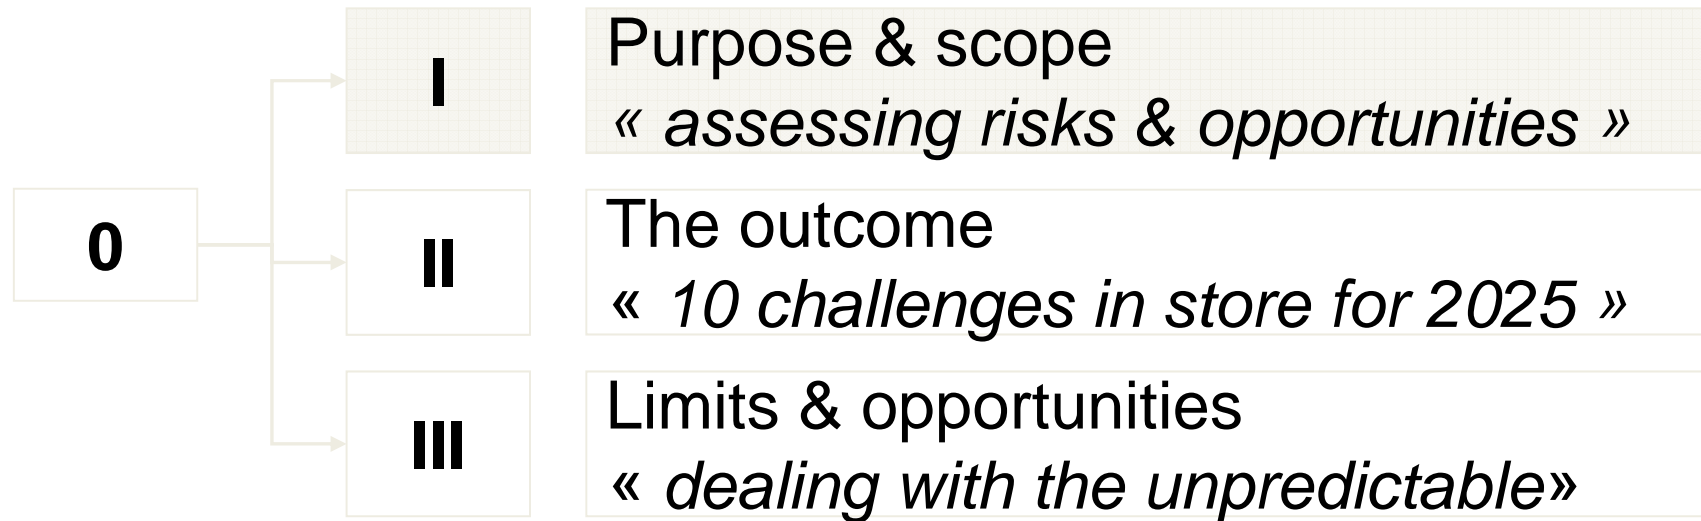 I
Purpose & scope
« assessing risks & opportunities »
0
II
The outcome
« 10 challenges in store for 2025 »
III
Limits & opportunities
« dealing with the unpredictable»